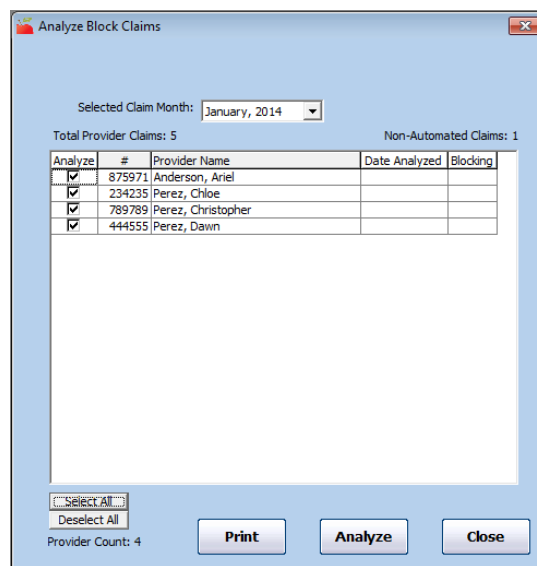 Analyze Block Claims
Selected Claim Month: January, 2014
Total Provider Claims: 5 Non-Automated Claims: 1
Analyze # Provider Name Date Analyzed Blocking
875971 Anderson, Ariel
234235 Perez, Chloe
789789 Perez, Christopher
444555 Perez, Dawn
Select All
Deselect All
Provider Count: 4 Print Analyze Close